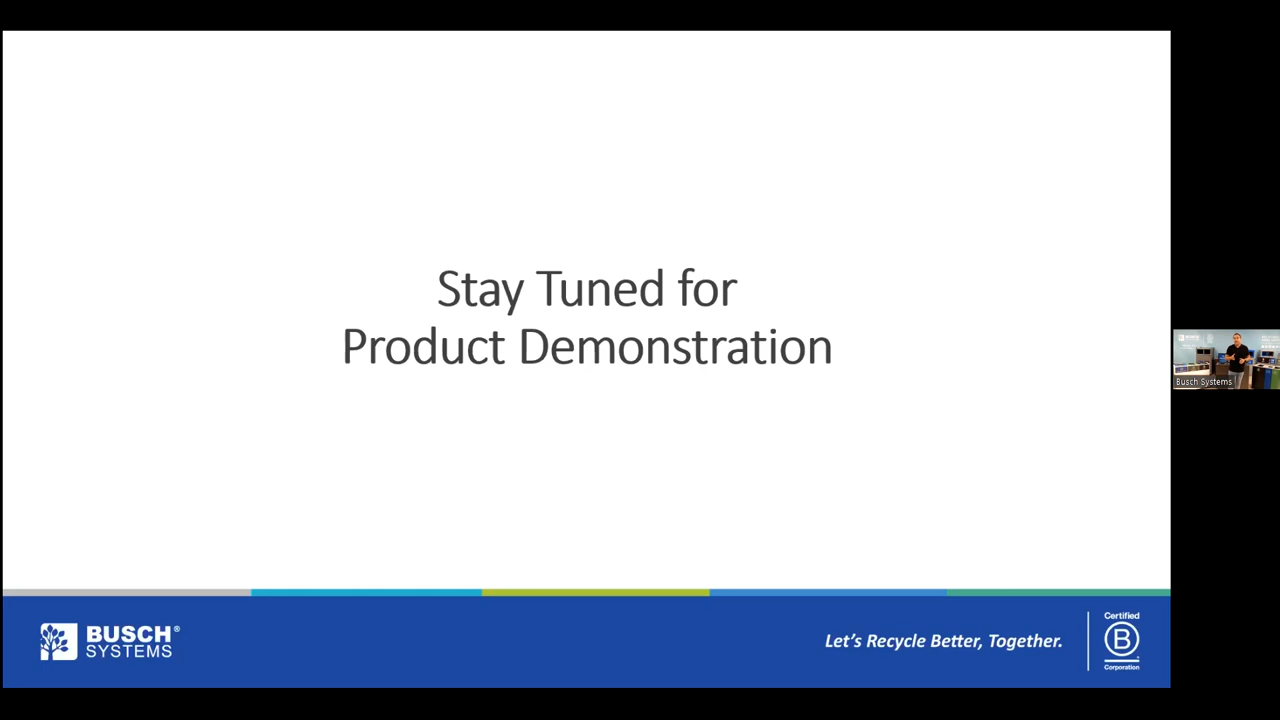 Stay Tuned for
Product Demonstration
Busch Systems
BUSCH®
SYSTEMS
Let's Recycle Better, Together.
Certified
B
Corporation